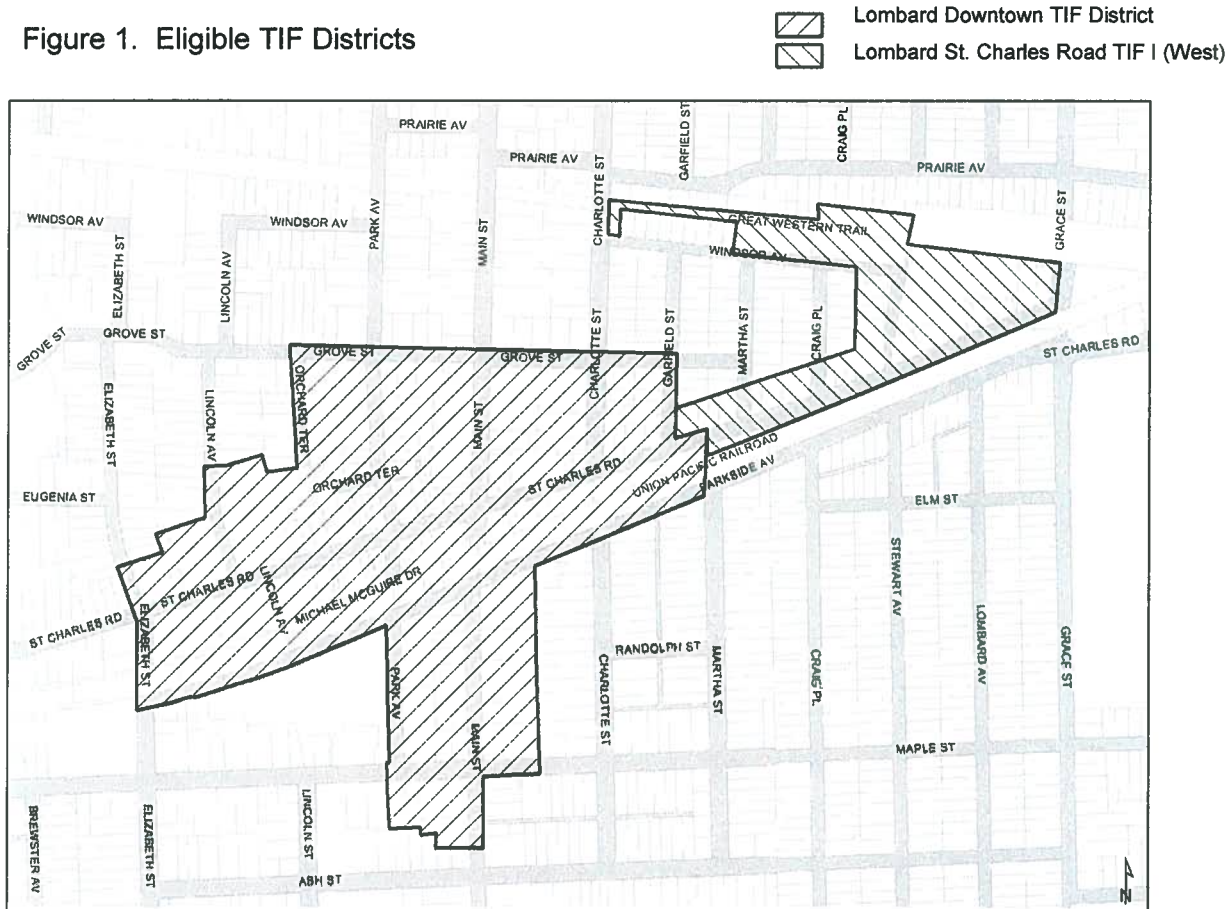 Figure 1. Eligible TIF Districts
Lombard Downtown TIF District
Lombard St. Charles Road TIF I (West)
PRAIRIE AV
PRAIRIE AV
CHARLOTTE ST
GARFIELD ST
CRAIG PL
PRAIRIE AV
WINDSOR AV
ELIZABETH ST
WINDSOR AV
LINCOLN AV
PARK AV
MAIN ST
GREAT WESTERN TRAIL
WINDSOR AV
GRACE ST
GROVE ST
GROVE ST
GROVE ST
GROVE ST
CHARLOTTE ST
GARFIELD ST
MARTHA ST
CRAIG PL
ST CHARLES RD
ELIZABETH ST
LINCOLN AV
ORCHARD TER
MAIN ST
ORCHARD TER
ST CHARLES RD
UNION PACIFIC RAILROAD
PARKSIDE AV
EUGENIA ST
ELM ST
STEWART AV
ST CHARLES RD
ST CHARLES RD
LINCOLN AV
MICHAEL MCGUIRE DR
ELIZABETH ST
PARK AV
MAIN ST
CHARLOTTE ST
RANDOLPH ST
MARTHA ST
CRAIG PL
LOMBARD AV
GRACE ST
MAPLE ST
BREWSTER AV
ELIZABETH ST
LINCOLN ST
ASH ST
N